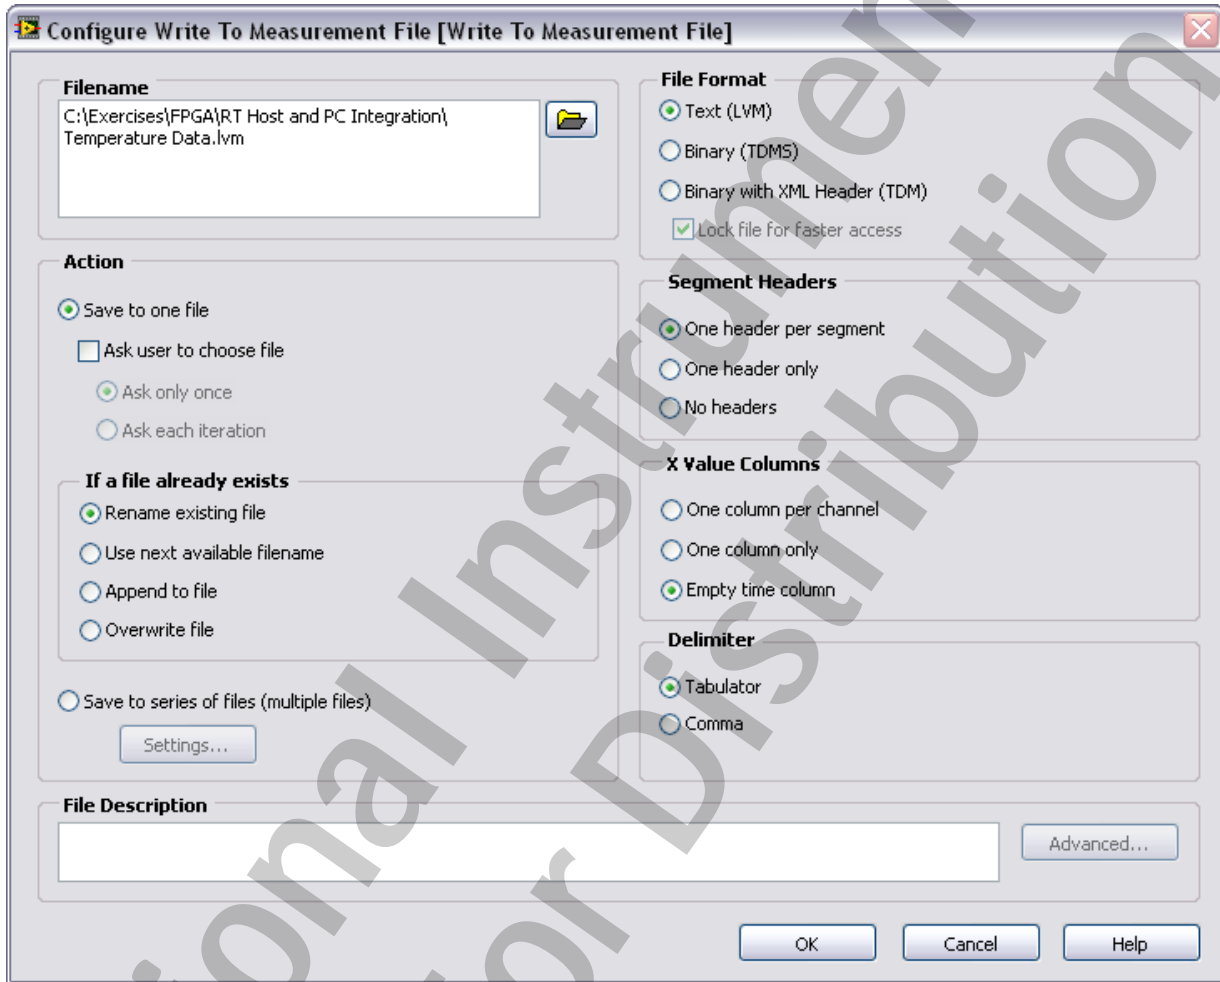 Configure Write To Measurement File [Write To Measurement File]
Filename
C:\Exercises\FPGA\RT Host and PC Integration\
Temperature Data.lvm
Action
Save to one file
Ask user to choose file
Ask only once
Ask each iteration
If a file already exists
Rename existing file
Use next available filename
Append to file
Overwrite file
Save to series of files (multiple files)
Settings...
File Format
Text (LVM)
Binary (TDMS)
Binary with XML Header (TDM)
Lock file for faster access
Segment Headers
One header per segment
One header only
No headers
X Value Columns
One column per channel
One column only
Empty time column
Delimiter
Tabulator
Comma
File Description
Advanced...
OK
Cancel
Help
onal Instrumen
or Distribution